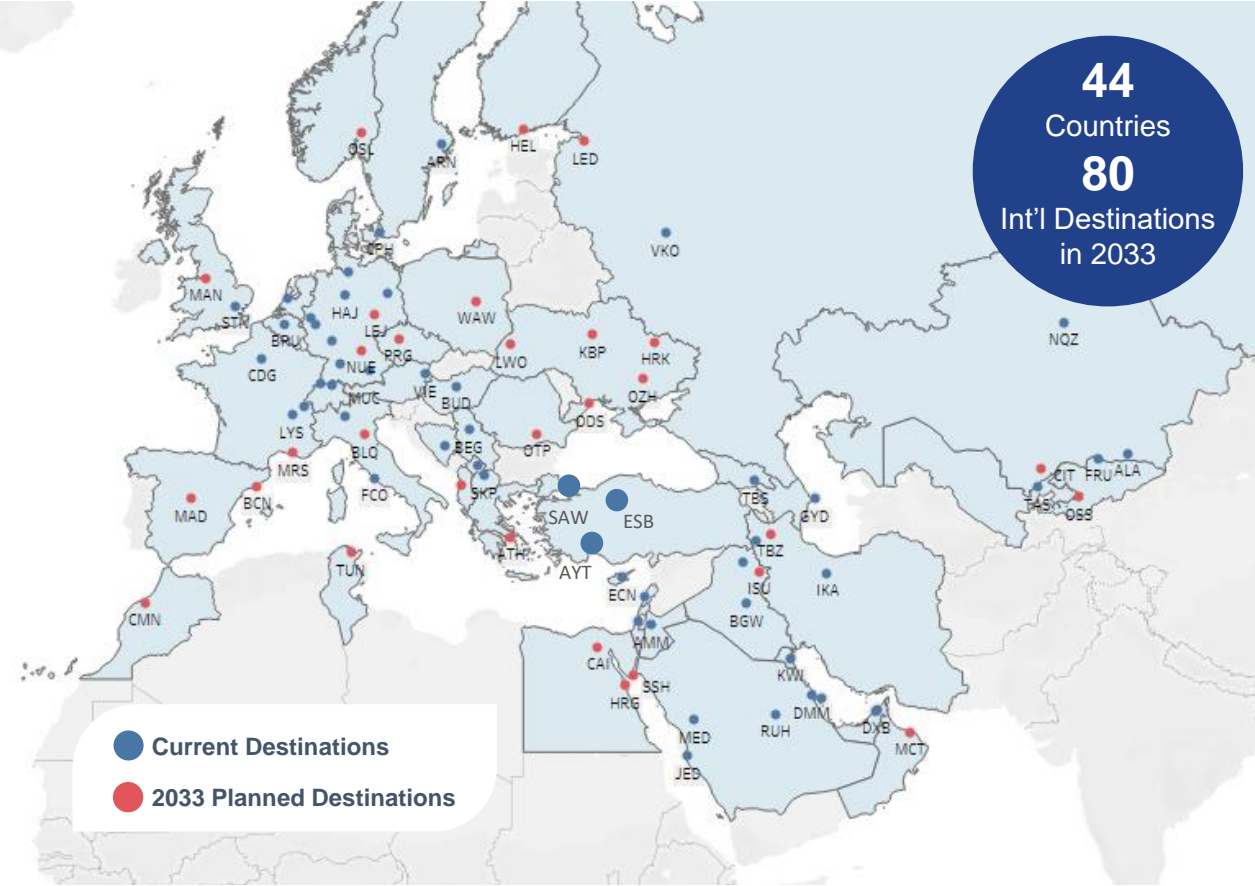 44
Countries
80
Int'l Destinations
in 2033
OSL
ARN
HEL
LED
CPH
VKO
MAN
STN
HAJ
LEJ
WAW
BRU
PRG
NUE
LWO
KBP
HRK
NQZ
CDG
MUC
VIE
BUD
OZH
ODS
LYS
BLQ
BEG
OTP
MRS
FCO
SKP
MAD
BCN
TBS
GYD
CIT
FRU
ALA
TAS
OSS
SAW
ESB
ATH
AYT
TBZ
TUN
ECN
ISU
IKA
CMN
BGW
AMM
CAI
SSH
HRG
KWI
DMM
MED
RUH
DXB
MCT
JED
Current Destinations
2033 Planned Destinations